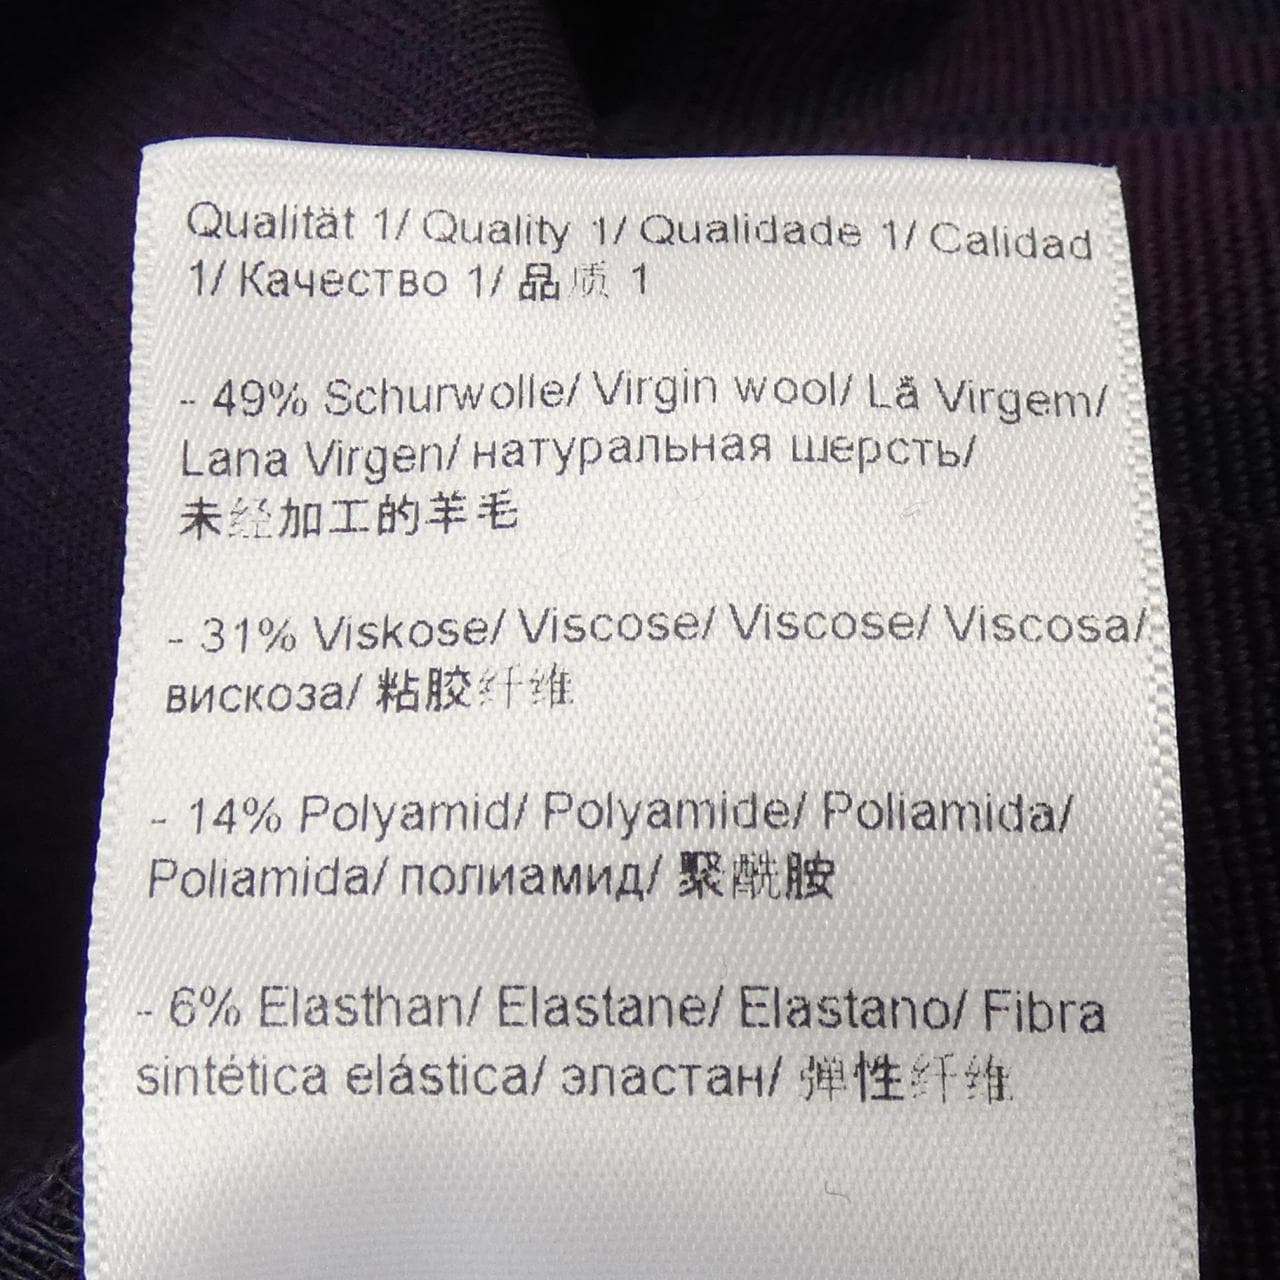 Qualität 1/ Quality 1/ Qualidade 1/ Calidad
1/ Качество 1/ 品质 1
- 49% Schurwolle/ Virgin wool/ Lã Virgem/
Lana Virgen/ натуральная шерсть/
未经加工的羊毛
- 31% Viskose/ Viscose/ Viscose/ Viscosa/
вискоза/ 粘胶纤维
- 14% Polyamid/ Polyamide/ Poliamida/
Poliamida/ полиамид/ 聚酰胺
- 6% Elasthan/ Elastane/ Elastano/ Fibra
sintética elástica/ эластан/ 弹性纤维